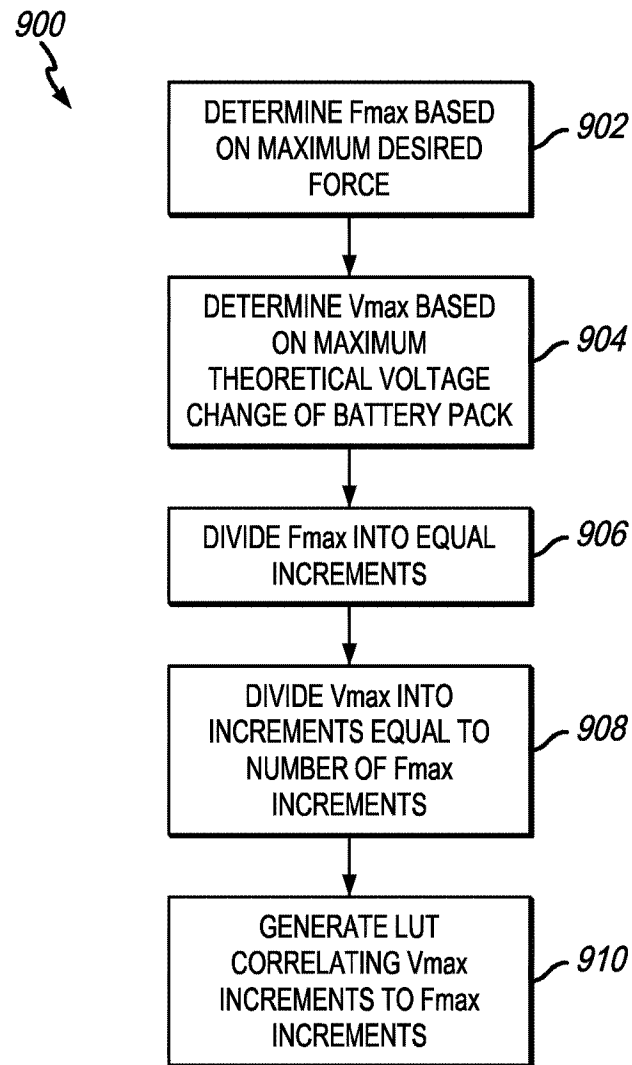 900
DETERMINE Fmax BASED
ON MAXIMUM DESIRED
FORCE
902
DETERMINE Vmax BASED
ON MAXIMUM
THEORETICAL VOLTAGE
CHANGE OF BATTERY PACK
904
DIVIDE Fmax INTO EQUAL
INCREMENTS
906
DIVIDE Vmax INTO
INCREMENTS EQUAL TO
NUMBER OF Fmax
INCREMENTS
908
GENERATE LUT
CORRELATING Vmax
INCREMENTS TO Fmax
INCREMENTS
910